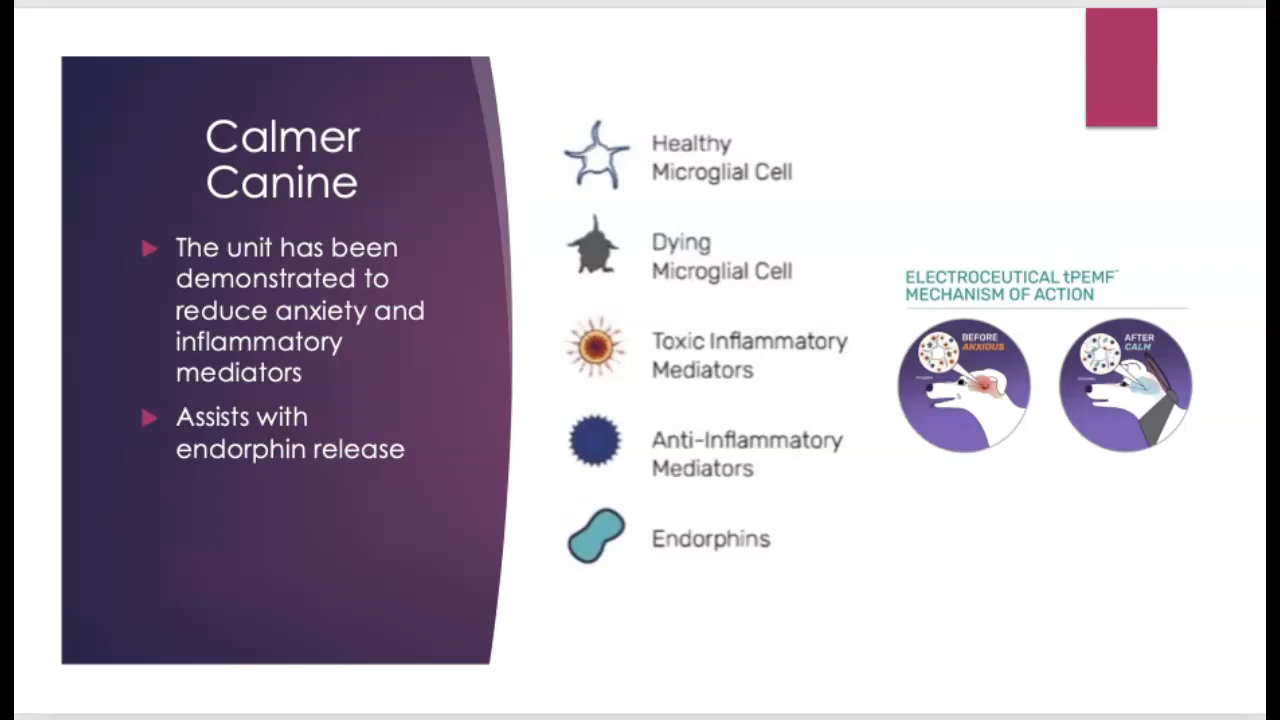 Calmer
Canine
The unit has been
demonstrated to
reduce anxiety and
inflammatory
mediators
Assists with
endorphin release
Healthy
Microglial Cell
Dying
Microglial Cell
Toxic Inflammatory
Mediators
Anti-Inflammatory
Mediators
Endorphins
ELECTROCEUTICAL tPEMF™
MECHANISM OF ACTION
BEFORE
ANXIOUS
AFTER
CALM